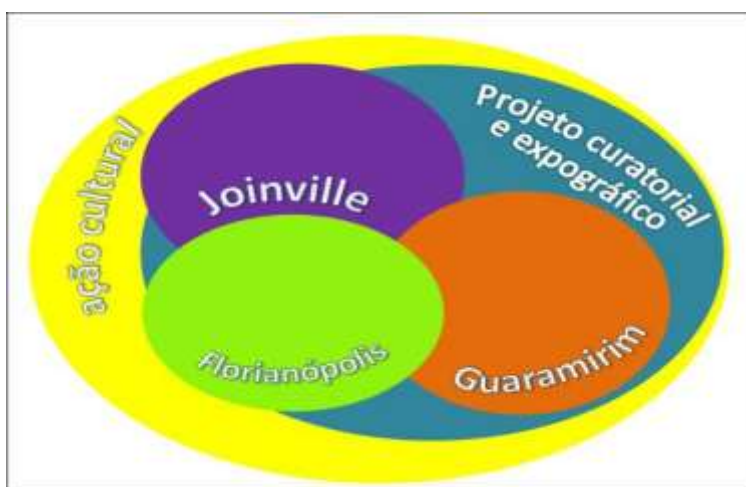 ação cultural
Projeto curatorial
e expográfico
Joinville
florianópolis
Guaramirim